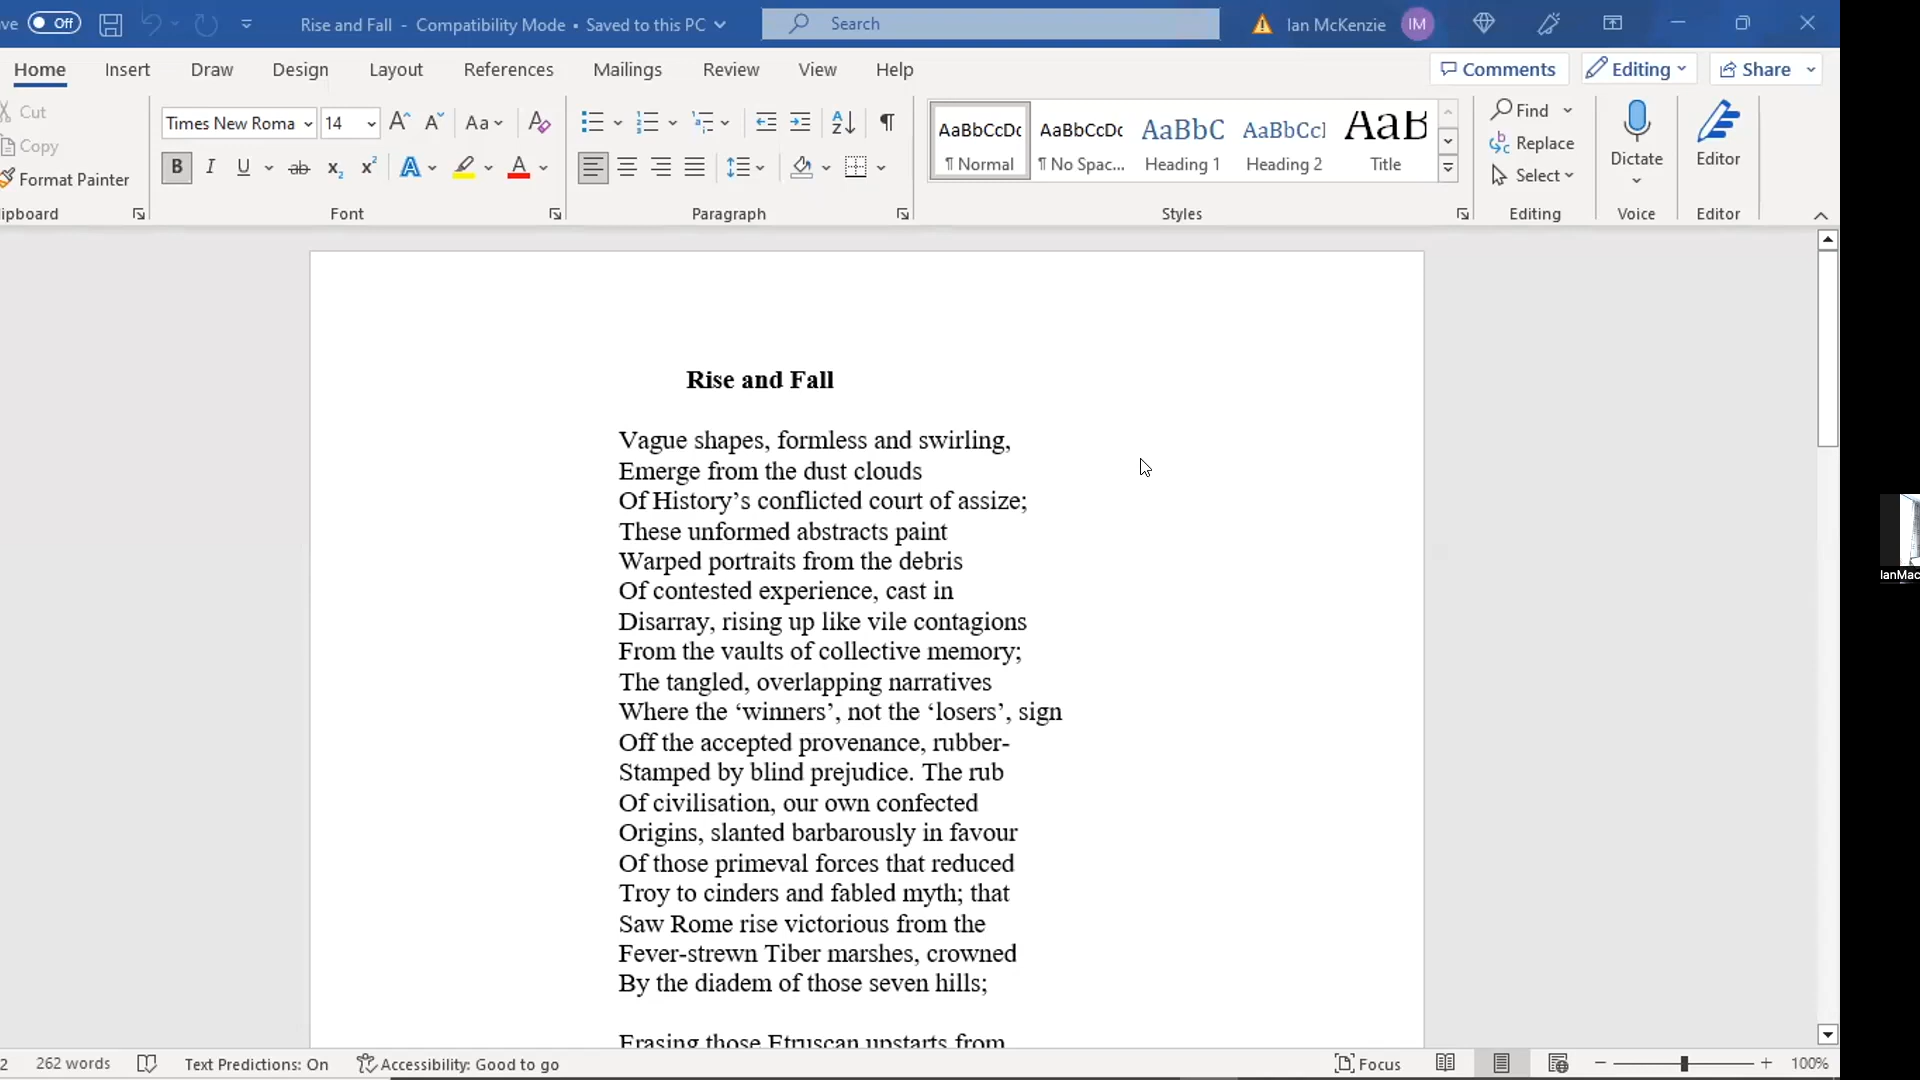 ve Off Rise and Fall - Compatibility Mode • Saved to this PC Search Ian McKenzie IM
Home Insert Draw Design Layout References Mailings Review View Help Comments Editing Share
Cut
Copy
Format Painter
lipboard
Times New Roma 14 Aa
B I U ab x₂ x² A A
Font
Paragraph
AaBbCcDc AaBbCcDc AaBbC AaBbCcl AaB
¶ Normal ¶ No Spac... Heading 1 Heading 2 Title
Styles
Find
Replace
Select
Editing
Dictate
Voice
Editor
Editor
Rise and Fall
Vague shapes, formless and swirling,
Emerge from the dust clouds
Of History’s conflicted court of assize;
These unformed abstracts paint
Warped portraits from the debris
Of contested experience, cast in
Disarray, rising up like vile contagions
From the vaults of collective memory;
The tangled, overlapping narratives
Where the ‘winners’, not the ‘losers’, sign
Off the accepted provenance, rubber-
Stamped by blind prejudice. The rub
Of civilisation, our own confected
Origins, slanted barbarously in favour
Of those primeval forces that reduced
Troy to cinders and fabled myth; that
Saw Rome rise victorious from the
Fever-strewn Tiber marshes, crowned
By the diadem of those seven hills;
Erasing those Etruscan upstarts from
IanMac
2 262 words Text Predictions: On Accessibility: Good to go Focus 100%